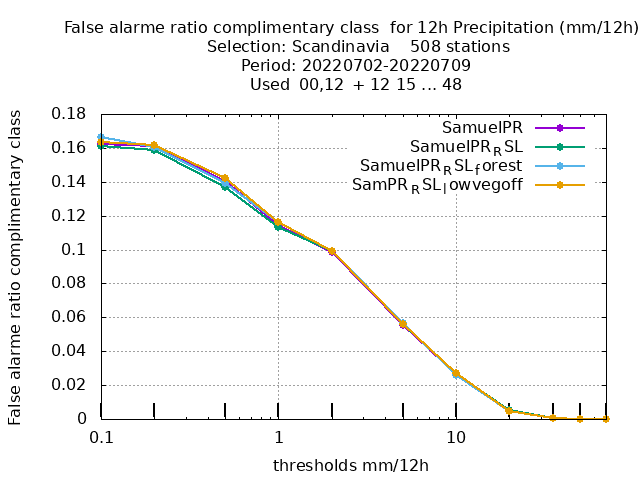 False alarme ratio complimentary class  for 12h Precipitation (mm/12h)
Selection: Scandinavia    508 stations
Period: 20220702-20220709
Used  00,12  + 12 15 ... 48
False alarme ratio complimentary class
0.18
0.16
0.14
0.12
0.1
0.08
0.06
0.04
0.02
0
SamuelPR
SamuelPR_RSL
SamuelPR_RSL_forest
SamPR_RSL_lowvegoff
0.1
1
10
thresholds mm/12h